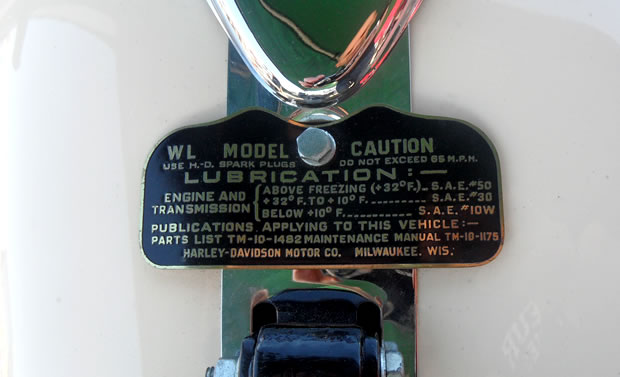 WL MODEL CAUTION
USE H.-D. SPARK PLUGS DO NOT EXCEED 65 M.P.H.
LUBRICATION:—
ENGINE AND TRANSMISSION
ABOVE FREEZING (+32°F.)-- S.A.E.#50
+32°F. TO +10°F. ---------- S.A.E.#30
BELOW +10° F. ----------- S.A.E.#10W
PUBLICATIONS, APPLYING TO THIS VEHICLE:—
PARTS LIST TM-10-1482 MAINTENANCE MANUAL TM-10-1175
HARLEY-DAVIDSON MOTOR CO. MILWAUKEE, WIS.